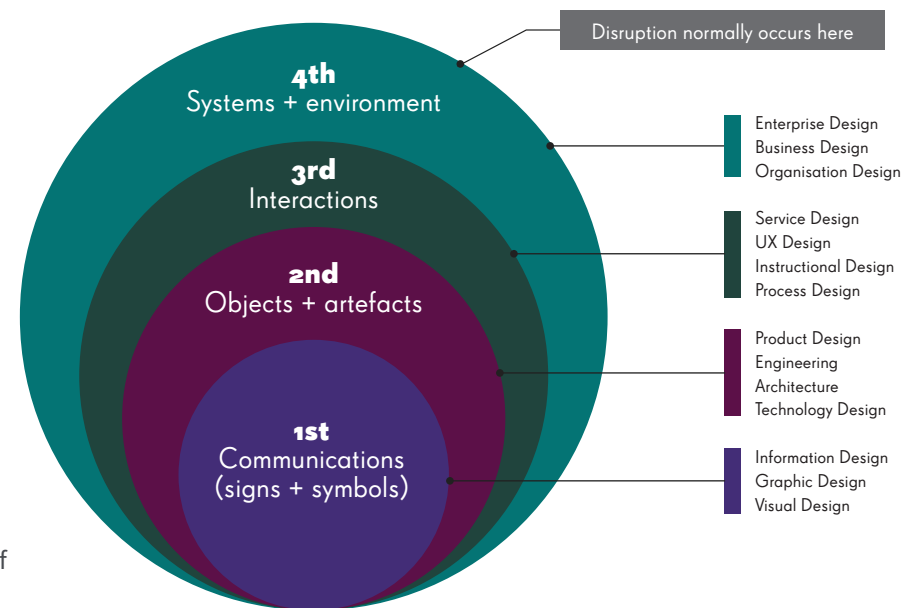 Disruption normally occurs here
4th
Systems + environment
3rd
Interactions
2nd
Objects + artefacts
1st
Communications
(signs + symbols)
Enterprise Design
Business Design
Organisation Design
Service Design
UX Design
Instructional Design
Process Design
Product Design
Engineering
Architecture
Technology Design
Information Design
Graphic Design
Visual Design
f